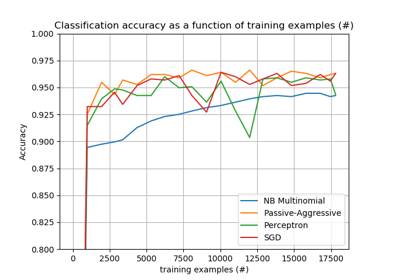 Classification accuracy as a function of training examples (#)
1.000
0.975
0.950
0.925
0.900
0.875
0.850
0.825
0.800
Accuracy
NB Multinomial
Passive-Aggressive
Perceptron
SGD
0 2500 5000 7500 10000 12500 15000 17500
training examples (#)